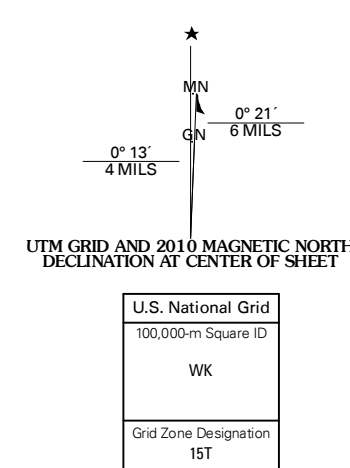 ★
MN
0° 21´
GN
6 MILS
0° 13´
4 MILS
UTM GRID AND 2010 MAGNETIC NORTH
DECLINATION AT CENTER OF SHEET
U.S. National Grid
100,000-m Square ID
WK
Grid Zone Designation
15T